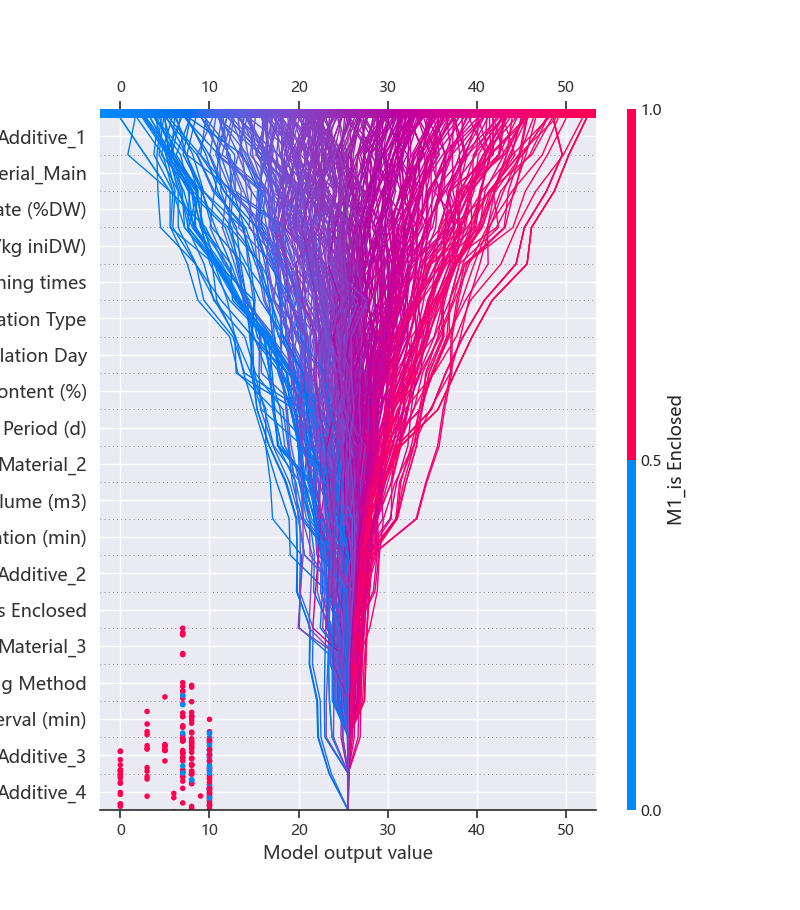 0 10 20 30 40 50
1.0
Additive_1
erial_Main
ate (%DW)
/kg iniDW)
ning times
ation Type
lation Day
ontent (%)
Period (d)
0.5
Material_2
M1_is Enclosed
lume (m3)
ation (min)
Additive_2
s Enclosed
Material_3
g Method
erval (min)
Additive_3
Additive_4
0.0
0 10 20 30 40 50
Model output value